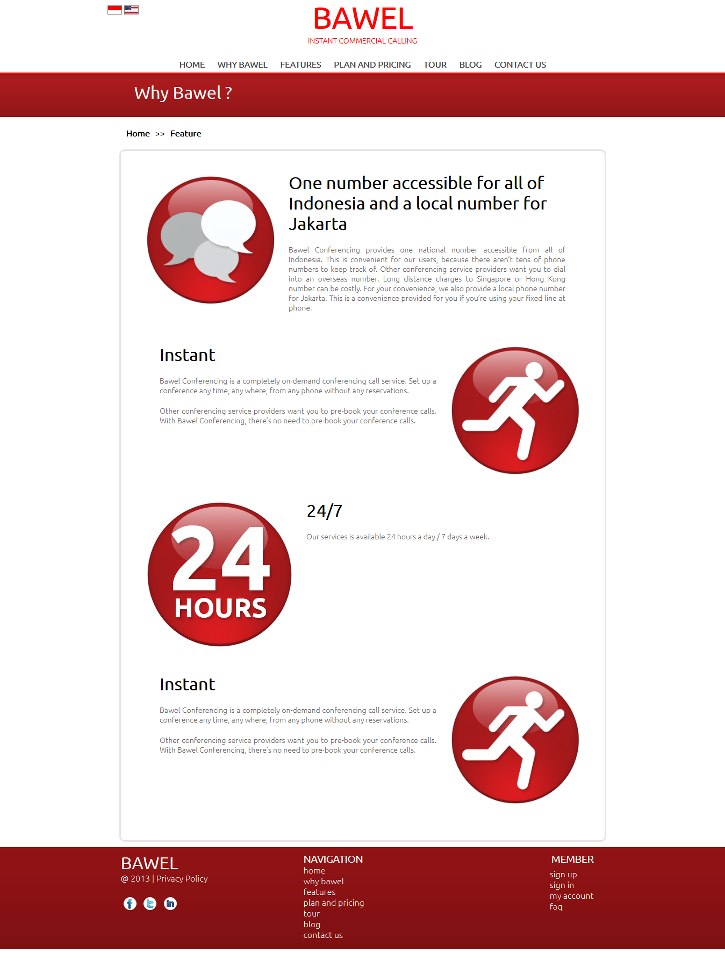 BAWEL
INSTANT COMMERCIAL CALLING
HOME WHY BAWEL FEATURES PLAN AND PRICING TOUR BLOG CONTACT US
Why Bawel ?
Home >> Feature
One number accessible for all of
Indonesia and a local number for
Jakarta
Bawel Conferencing provides one national number accessible from all of
Indonesia. This is convenient for our users, because there aren't tens of phone
numbers to keep track of. Other conferencing service providers want you to dial
into an overseas number. Long distance charges to Singapore or Hong Kong
number can be costly. For your convenience, we also provide a local phone number
for Jakarta. This is a convenience provided for you if you're using your fixed line at
phone.
Instant
Bawel Conferencing is a completely on-demand conferencing call service. Set up a
conference any time, any where, from any phone without any reservations.
Other conferencing service providers want you to pre-book your conference calls.
With Bawel Conferencing, there's no need to pre-book your conference calls.
24 HOURS
24/7
Our services is available 24 hours a day / 7 days a week.
Instant
Bawel Conferencing is a completely on-demand conferencing call service. Set up a
conference any time, any where, from any phone without any reservations.
Other conferencing service providers want you to pre-book your conference calls.
With Bawel Conferencing, there's no need to pre-book your conference calls.
BAWEL
@ 2013 | Privacy Policy
NAVIGATION
home
why bawel
features
plan and pricing
tour
blog
contact us
MEMBER
sign up
sign in
my account
faq